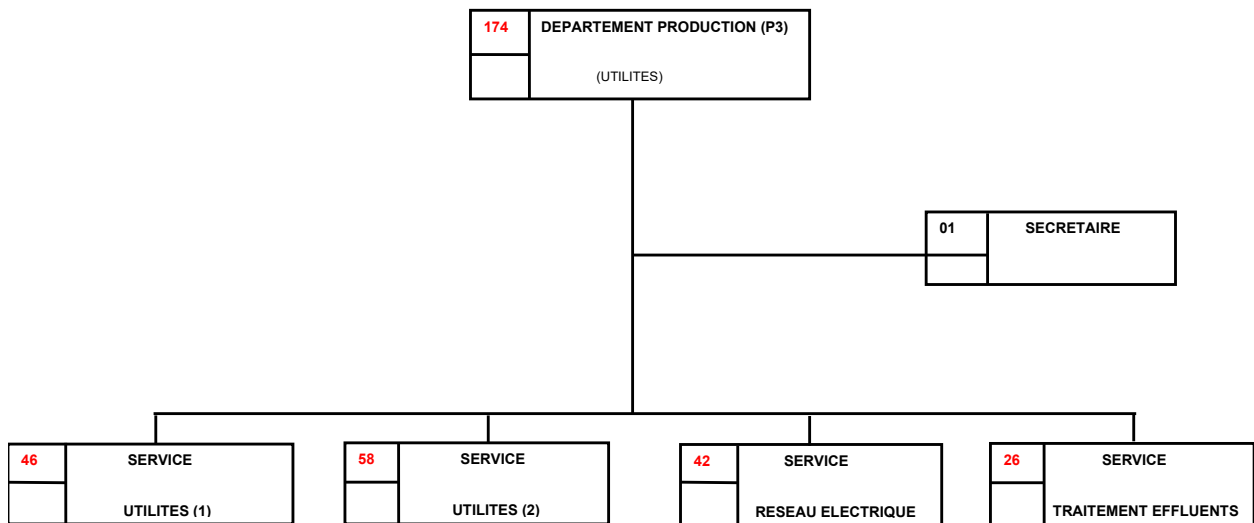 174 DEPARTEMENT PRODUCTION (P3)
(UTILITES)
01 SECRETAIRE
46 SERVICE
UTILITES (1)
58 SERVICE
UTILITES (2)
42 SERVICE
RESEAU ELECTRIQUE
26 SERVICE
TRAITEMENT EFFLUENTS